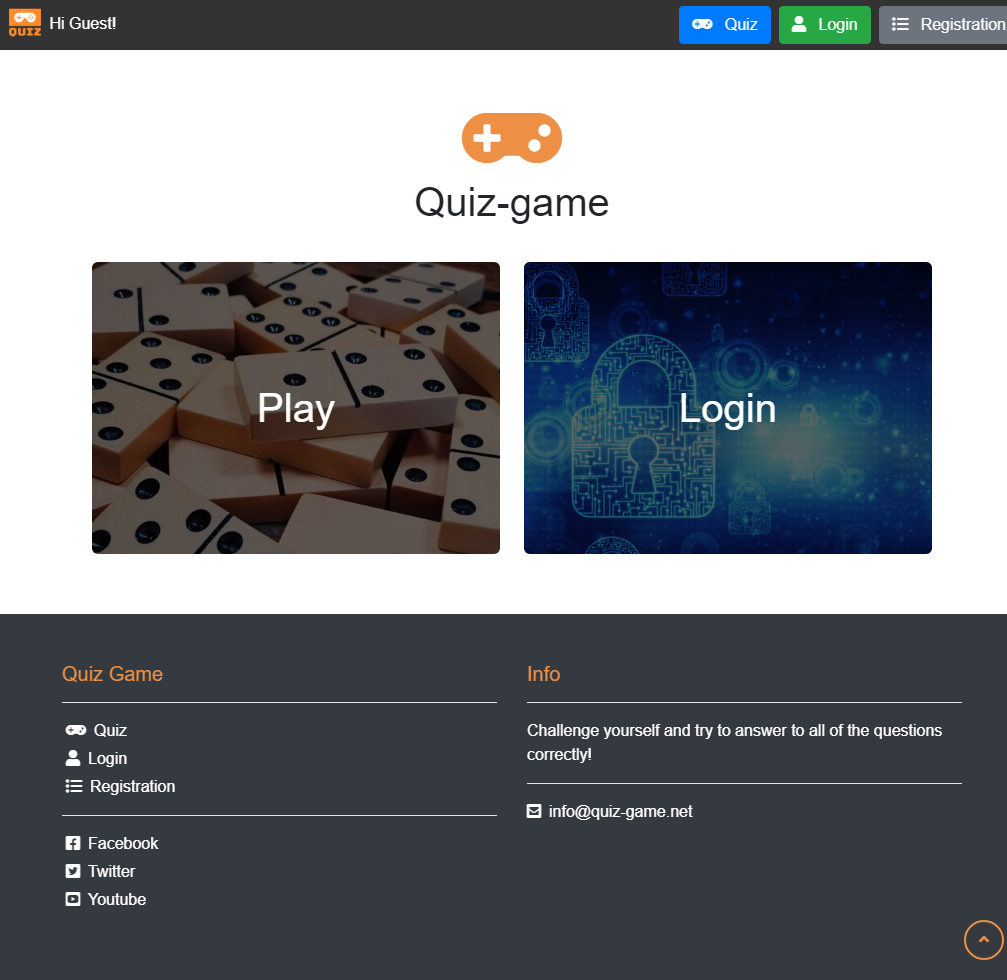 QUIZ
Hi Guest!
Quiz
Login
Registration
Quiz-game
Play
Login
Quiz Game
Quiz
Login
Registration
Facebook
Twitter
Youtube
Info
Challenge yourself and try to answer to all of the questions
correctly!
info@quiz-game.net